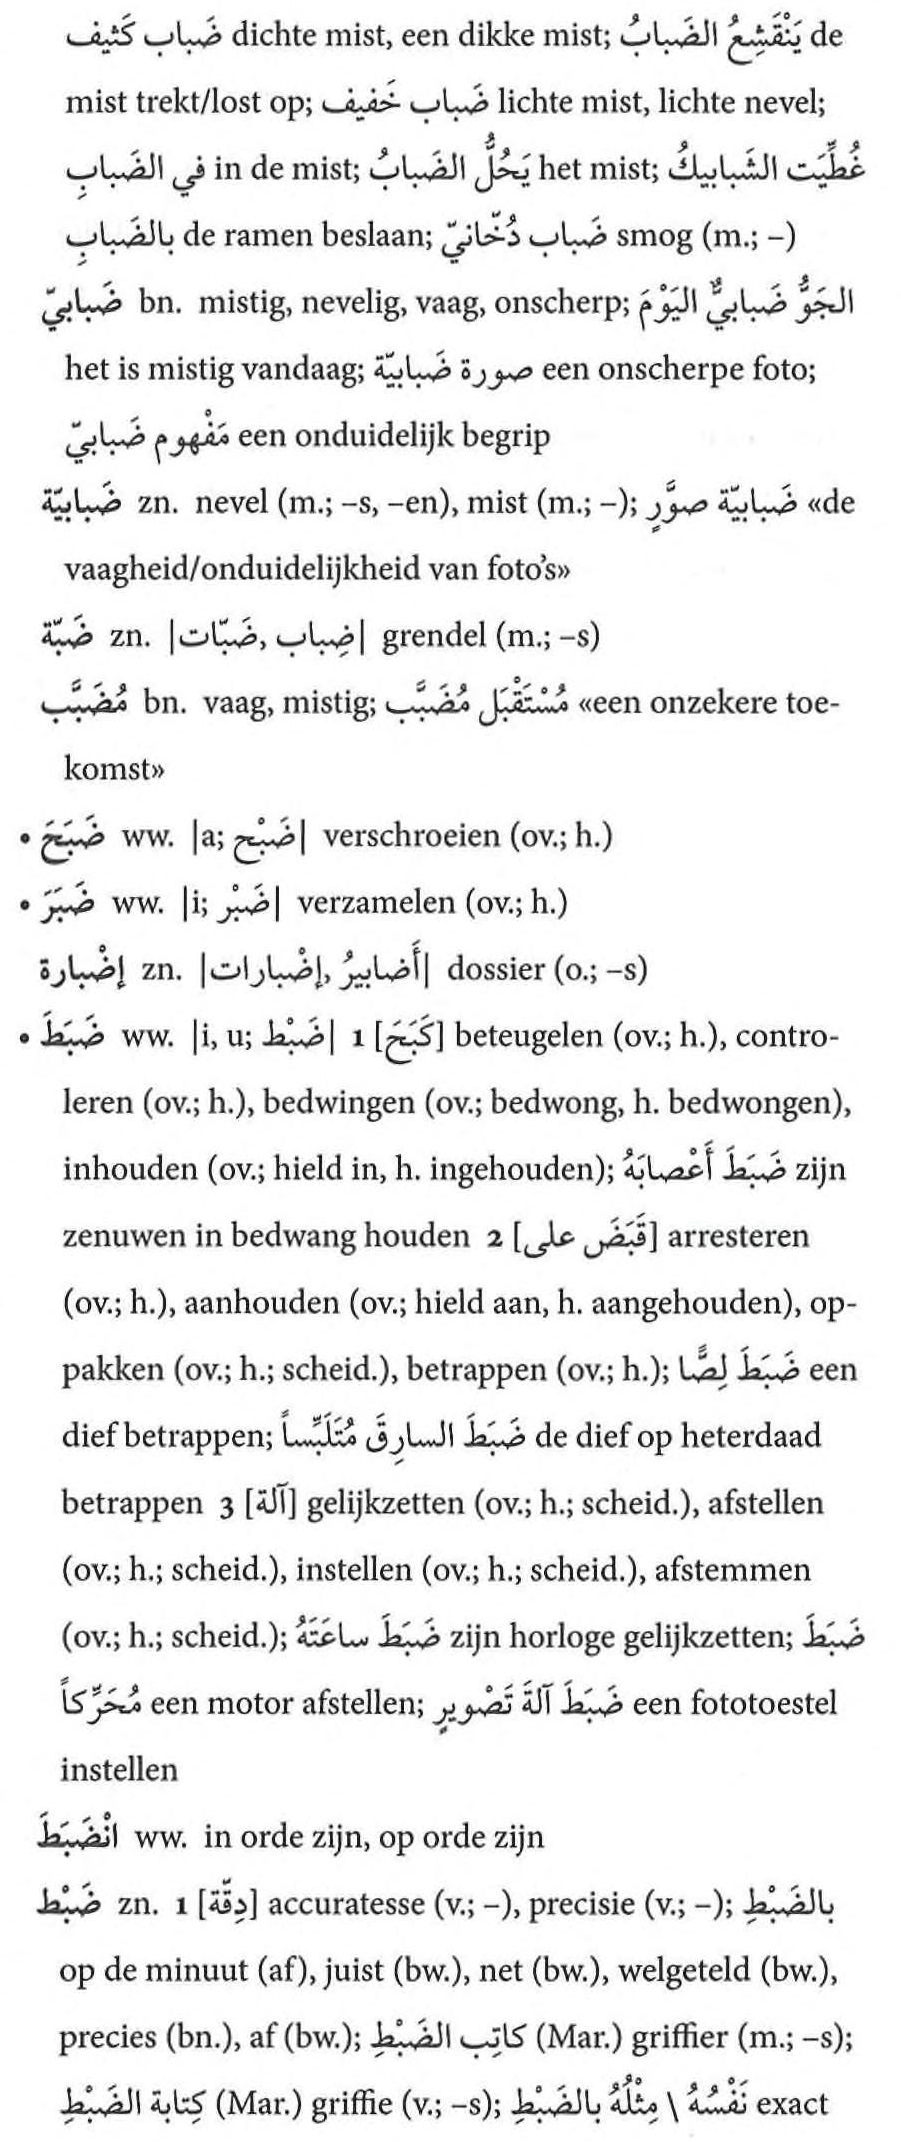 ضَباب كَثيف dichte mist, een dikke mist; يَنْقَشِعُ الضَبابُ de
mist trekt/lost op; ضَباب خَفيف lichte mist, lichte nevel;
في الضَبابِ in de mist; يَحُلُّ الضَبابُ het mist; غُطِّيَت الشَبابيكُ
بالضَبابِ de ramen beslaan; ضَباب دُخّانيّ smog (m.; –)
ضَبابيّ bn. mistig, nevelig, vaag, onscherp; الجَوُّ ضَبابيٌّ اليَوْمَ
het is mistig vandaag; صورة ضَبابيّة een onscherpe foto;
مَفْهوم ضَبابيّ een onduidelijk begrip
ضَبابيّة zn. nevel (m.; –s, –en), mist (m.; –); ضَبابيّة صوَّرٍ «de
vaagheid/onduidelijkheid van foto's»
ضَبّة zn. |ضِباب ,ضَبّات| grendel (m.; –s)
مُضَبَّب bn. vaag, mistig; مُسْتَقْبَل مُضَبَّب «een onzekere toe-
komst»
• ضَبَحَ ww. |a; ضَبْح| verschroeien (ov.; h.)
• ضَبَرَ ww. |i; ضَبْر| verzamelen (ov.; h.)
إضْبارة zn. |أَضابيرُ ,إضْبارات| dossier (o.; –s)
• ضَبَطَ ww. |i, u; ضَبْط| 1 [كَبَحَ] beteugelen (ov.; h.), contro-
leren (ov.; h.), bedwingen (ov.; bedwong, h. bedwongen),
inhouden (ov.; hield in, h. ingehouden); ضَبَطَ أَعْصابَهُ zijn
zenuwen in bedwang houden 2 [قَبَضَ على] arresteren
(ov.; h.), aanhouden (ov.; hield aan, h. aangehouden), op-
pakken (ov.; h.; scheid.), betrappen (ov.; h.); ضَبَطَ لِصًّا een
dief betrappen; ضَبَطَ السارِقَ مُتَلَبِّساً de dief op heterdaad
betrappen 3 [آلة] gelijkzetten (ov.; h.; scheid.), afstellen
(ov.; h.; scheid.), instellen (ov.; h.; scheid.), afstemmen
(ov.; h.; scheid.); ضَبَطَ ساعَتَهُ zijn horloge gelijkzetten; ضَبَطَ
مُحَرِّكاً een motor afstellen; ضَبَطَ آلةَ تَصْويرٍ een fototoestel
instellen
انْضَبَطَ ww. in orde zijn, op orde zijn
ضَبْط zn. 1 [دِقّة] accuratesse (v.; –), precisie (v.; –); بالضَبْطِ
op de minuut (af), juist (bw.), net (bw.), welgeteld (bw.),
precies (bn.), af (bw.); كاتِب الضَبْطِ (Mar.) griffier (m.; –s);
كِتابة الضَبْطِ (Mar.) griffie (v.; –s); نَفْسُهُ \ مِثْلُهُ بالضَبْطِ exact